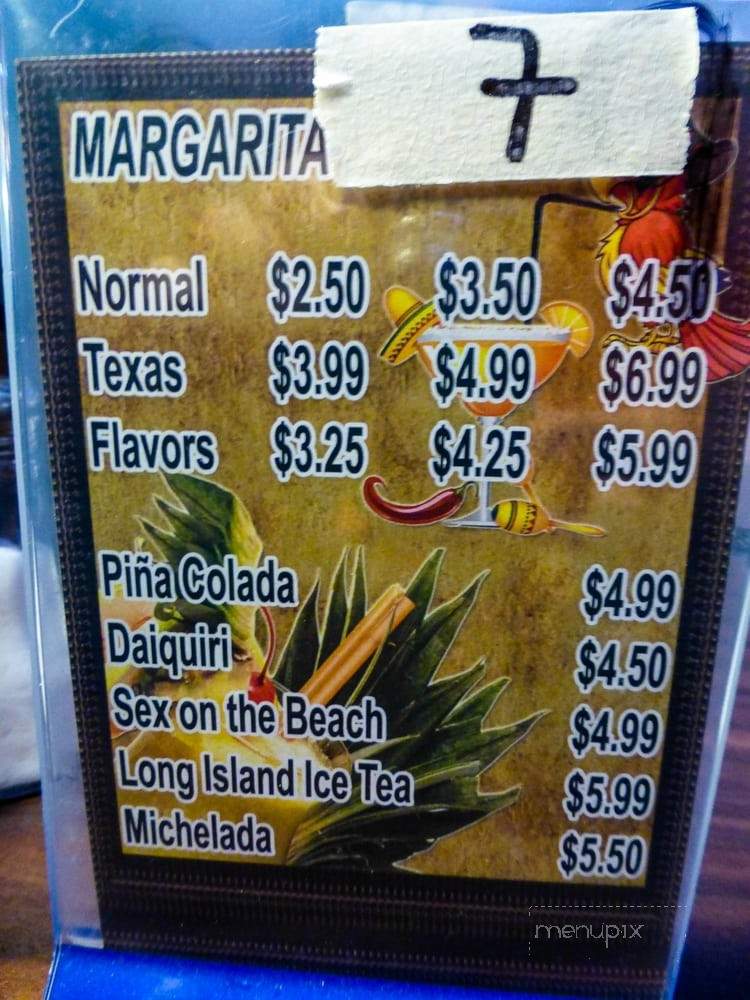 7
MARGARITA
Normal $2.50 $3.50 $4.50
Texas $3.99 $4.99 $6.99
Flavors $3.25 $4.25 $5.99
Piña Colada $4.99
Daiquiri $4.50
Sex on the Beach $4.99
Long Island Ice Tea $5.99
Michelada $5.50
menupix